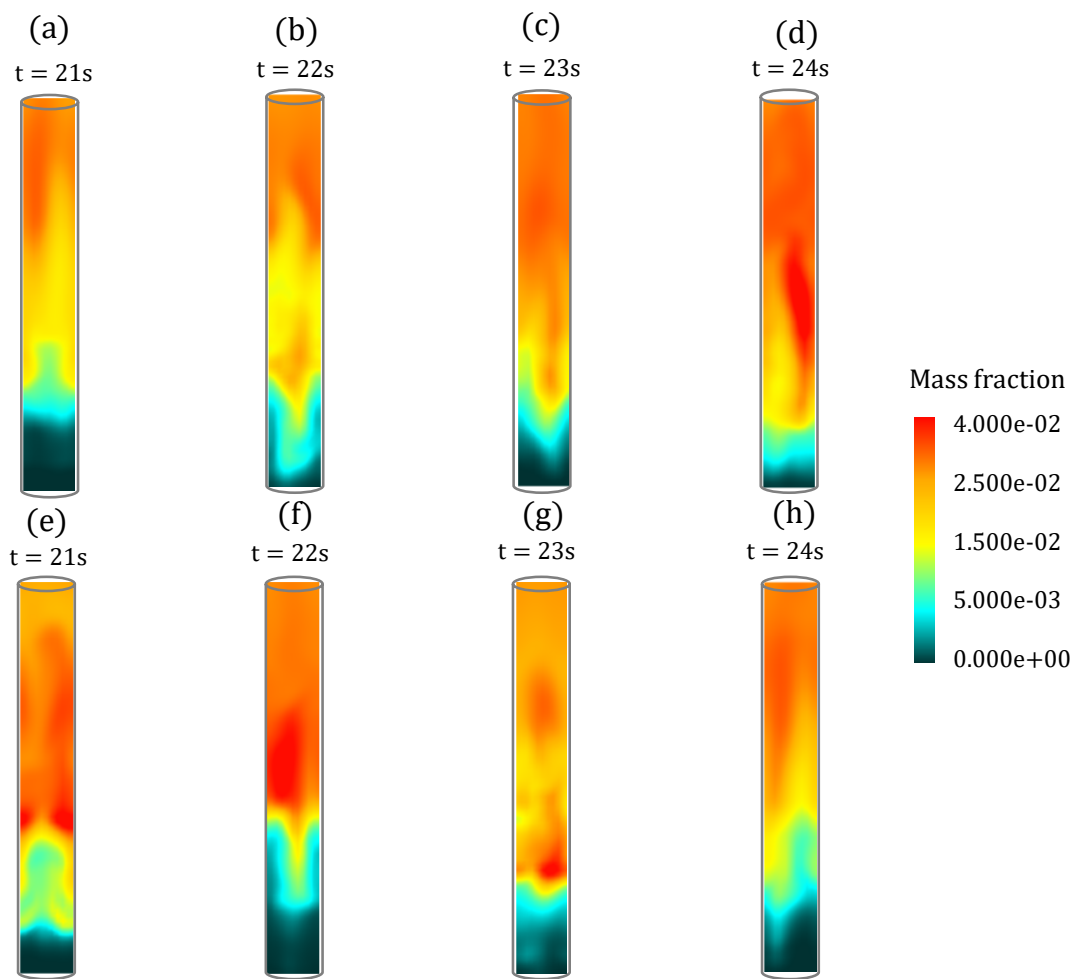 (a)
(b)
(c)
(d)
t = 21s
t = 22s
t = 23s
t = 24s
Mass fraction
4.000e-02
2.500e-02
1.500e-02
5.000e-03
0.000e+00
(e)
(f)
(g)
(h)
t = 21s
t = 22s
t = 23s
t = 24s